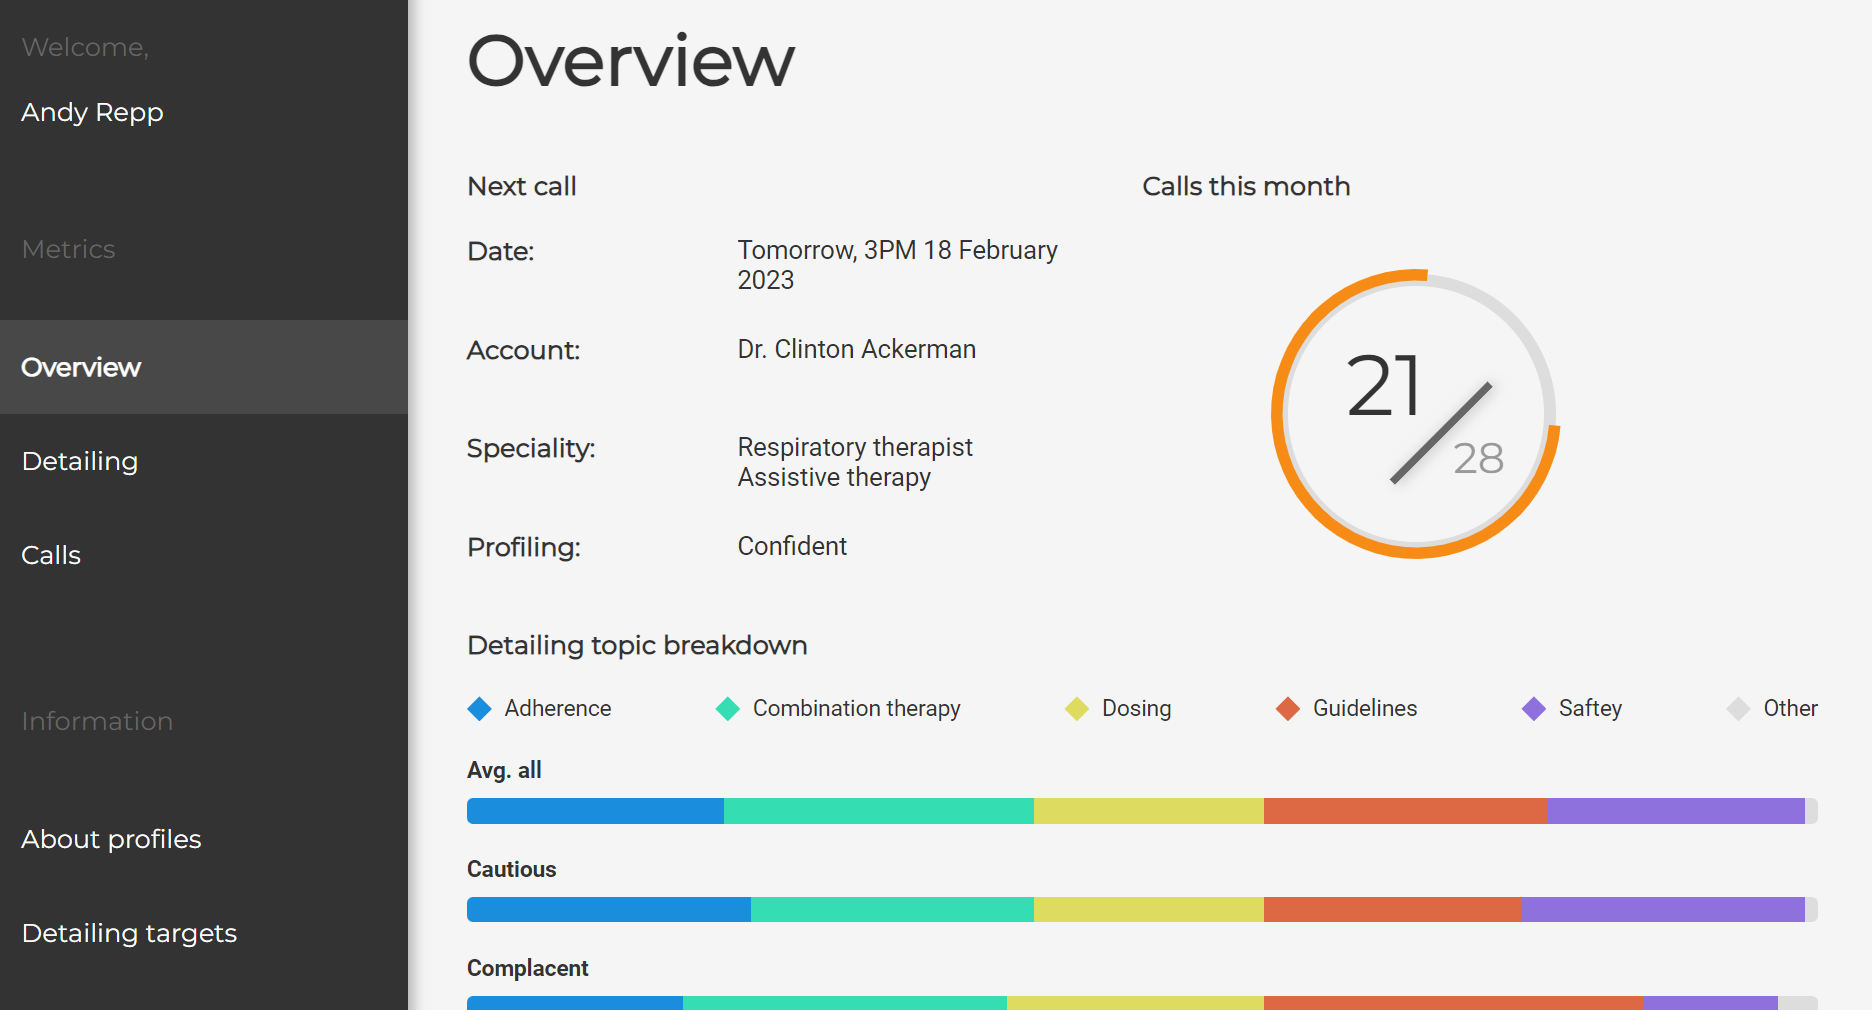 Welcome,
Andy Repp
Metrics
Overview
Detailing
Calls
Information
About profiles
Detailing targets
Overview
Next call
Date:
Tomorrow, 3PM 18 February
2023
Account:
Dr. Clinton Ackerman
Speciality:
Respiratory therapist
Assistive therapy
Profiling:
Confident
Calls this month
21
28
Detailing topic breakdown
Adherence
Combination therapy
Dosing
Guidelines
Saftey
Other
Avg. all
Cautious
Complacent